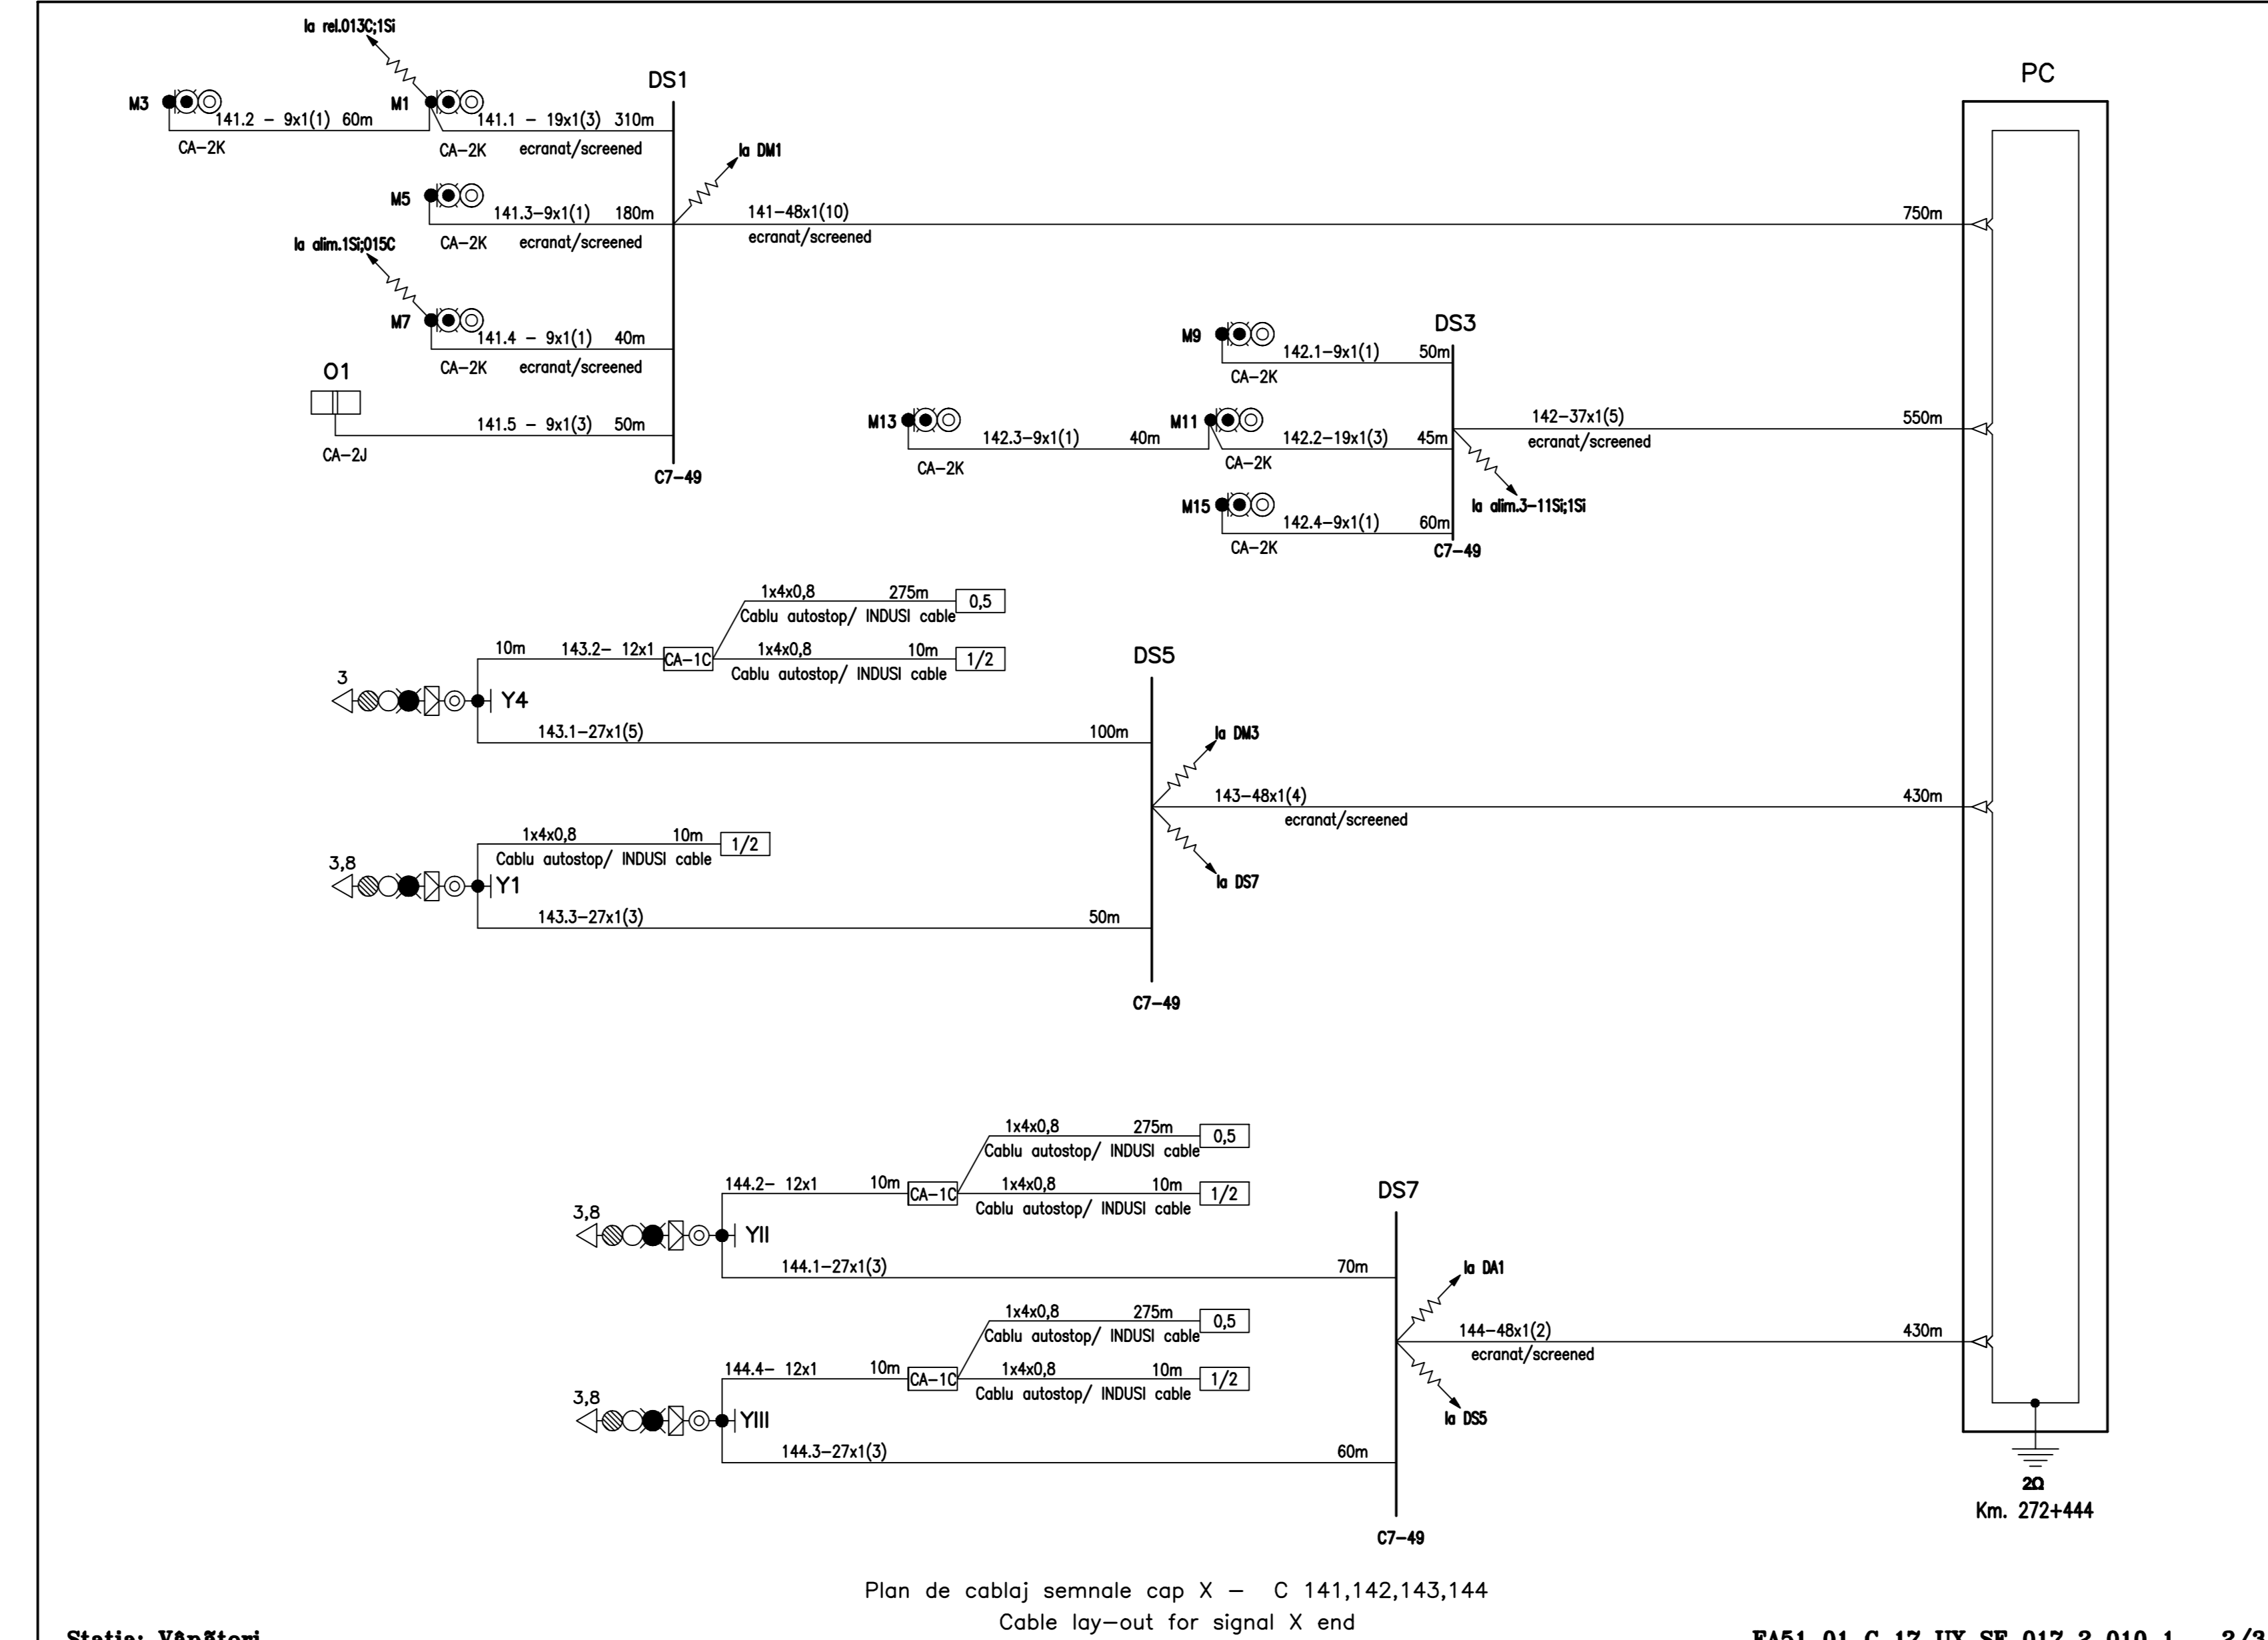 la rel.013C;1Si
DS1
PC
M3
M1
141.2 - 9x1(1) 60m
141.1 - 19x1(3) 310m
CA-2K
CA-2K
ecranat/screened
la DM1
M5
141.3-9x1(1) 180m
141-48x1(10)
750m
la alim.1Si;015C
CA-2K
ecranat/screened
ecranat/screened
M7
141.4 - 9x1(1) 40m
CA-2K
ecranat/screened
O1
141.5 - 9x1(3) 50m
CA-2J
C7-49
DS3
M9
142.1-9x1(1) 50m
CA-2K
M13
M11
142.3-9x1(1) 40m
142.2-19x1(3) 45m
142-37x1(5)
550m
ecranat/screened
CA-2K
CA-2K
M15
la alim.3-11Si;1Si
142.4-9x1(1) 60m
CA-2K
C7-49
1x4x0,8 275m
0,5
Cablu autostop/ INDUSI cable
10m 143.2- 12x1
CA-1C
1x4x0,8 10m
1/2
Cablu autostop/ INDUSI cable
DS5
3
Y4
143.1-27x1(5) 100m
la DM3
143-48x1(4)
430m
ecranat/screened
1x4x0,8 10m
1/2
Cablu autostop/ INDUSI cable
3,8
Y1
la DS7
143.3-27x1(3) 50m
C7-49
1x4x0,8 275m
0,5
Cablu autostop/ INDUSI cable
144.2- 12x1 10m
CA-1C
1x4x0,8 10m
1/2
Cablu autostop/ INDUSI cable
DS7
3,8
YII
144.1-27x1(3) 70m
la DA1
1x4x0,8 275m
0,5
Cablu autostop/ INDUSI cable
144-48x1(2)
430m
ecranat/screened
144.4- 12x1 10m
CA-1C
1x4x0,8 10m
1/2
Cablu autostop/ INDUSI cable
3,8
YIII
la DS5
144.3-27x1(3) 60m
2Ω
Km. 272+444
C7-49
Plan de cablaj semnale cap X - C 141,142,143,144
Cable lay-out for signal X end